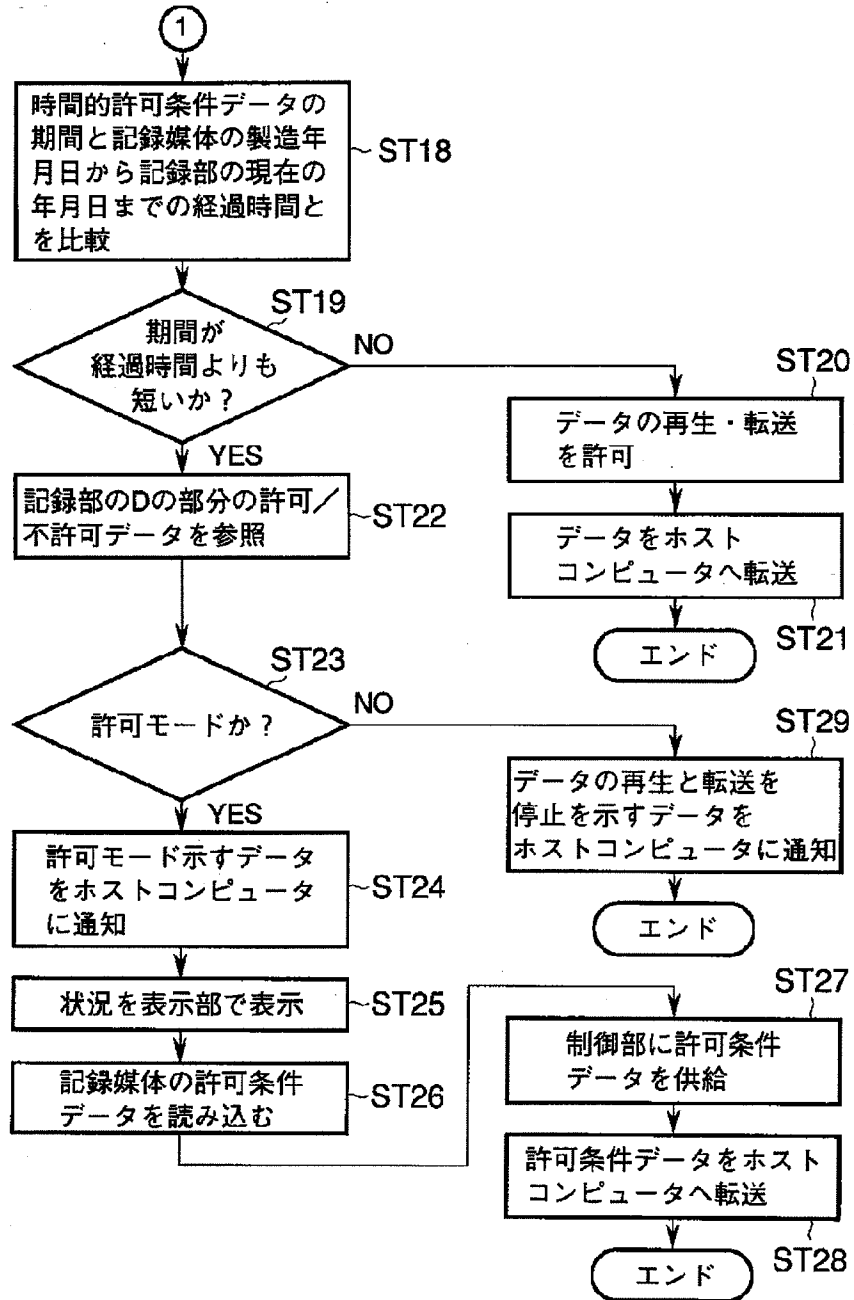 1
時間的許可条件データの
期間と記録媒体の製造年
月日から記録部の現在の
年月日までの経過時間と
を比較
ST18
ST19
期間が
経過時間よりも
短いか？
NO
YES
ST20
データの再生・転送
を許可
データをホスト
コンピュータへ転送
ST21
エンド
記録部のDの部分の許可／
不許可データを参照
ST22
ST23
許可モードか？
NO
YES
ST29
データの再生と転送を
停止を示すデータを
ホストコンピュータに通知
エンド
許可モード示すデータ
をホストコンピュータ
に通知
ST24
状況を表示部で表示
ST25
記録媒体の許可条件
データを読み込む
ST26
ST27
制御部に許可条件
データを供給
許可条件データをホスト
コンピュータへ転送
ST28
エンド